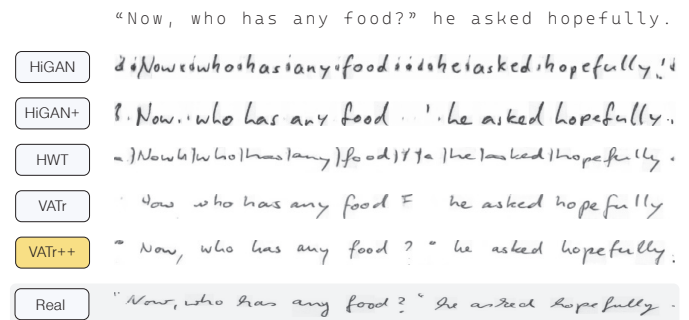 “Now, who has any food?” he asked hopefully.
HiGAN Now who has any food he asked hopefully
HiGAN+ Now who has any food ' he asked hopefully.
HWT Now who has any food he asked hopefully.
VATr Now who has any food he asked hopefully
VATr++ " Now, who has any food ? " he asked hopefully.
Real "Now, who has any food? " he asked hopefully.